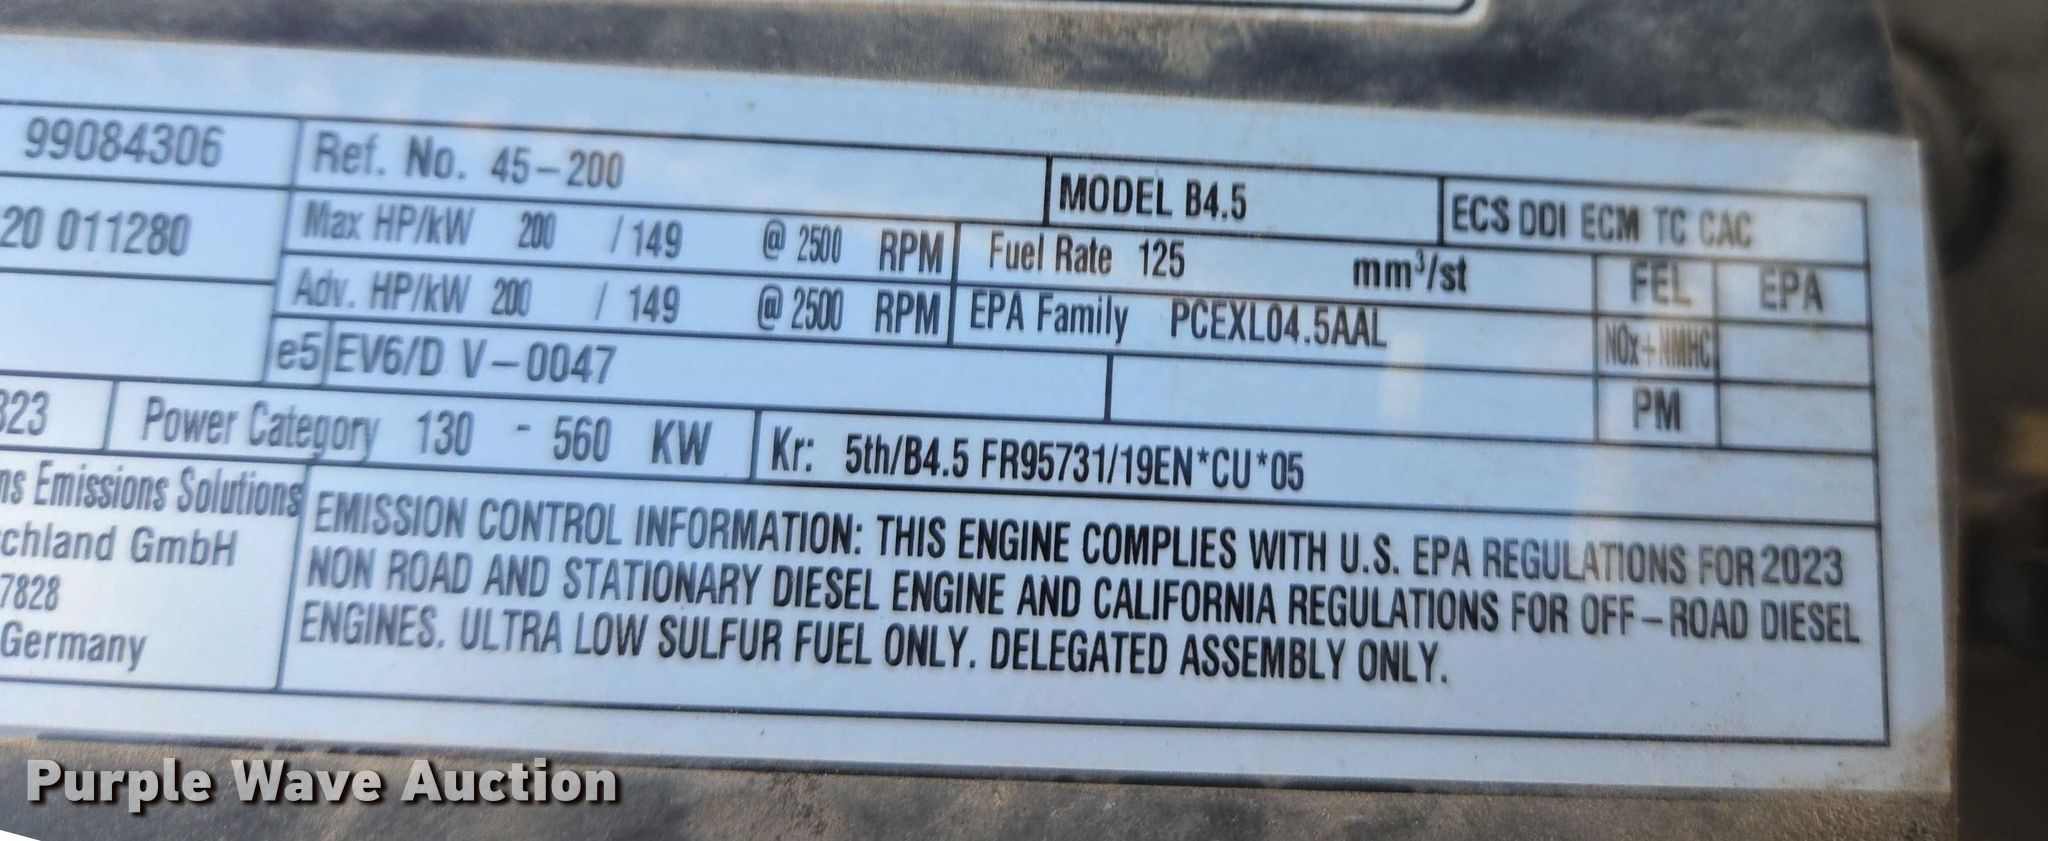 99084306 Ref. No. 45-200 MODEL B4.5 ECS DDI ECM TC CAC
20 011280 Max HP/kW 200 / 149 @ 2500 RPM Fuel Rate 125 mm³/st FEL EPA
Adv. HP/kW 200 / 149 @ 2500 RPM EPA Family PCEXL04.5AAL NOx+NMHC
e5 EV6/D V-0047 PM
323 Power Category 130 - 560 KW Kr: 5th/B4.5 FR95731/19EN*CU*05
ns Emissions Solutions
chland GmbH
7828
Germany
EMISSION CONTROL INFORMATION: THIS ENGINE COMPLIES WITH U.S. EPA REGULATIONS FOR 2023
NON ROAD AND STATIONARY DIESEL ENGINE AND CALIFORNIA REGULATIONS FOR OFF-ROAD DIESEL
ENGINES. ULTRA LOW SULFUR FUEL ONLY. DELEGATED ASSEMBLY ONLY.
Purple Wave Auction